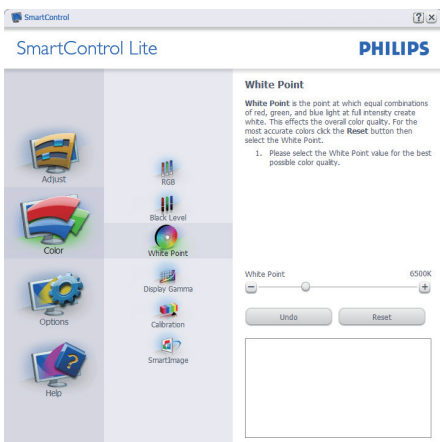 SmartControl
? ×
SmartControl Lite
PHILIPS
Adjust
Color
Options
Help
RGB
Black Level
White Point
Display Gamma
Calibration
SmartImage
White Point
White Point is the point at which equal combinations
of red, green, and blue light at full intensity create
white. This effects the overall color quality. For the
most accurate colors click the Reset button then
select the White Point.
1. Please select the White Point value for the best
possible color quality.
White Point 6500K
Undo Reset